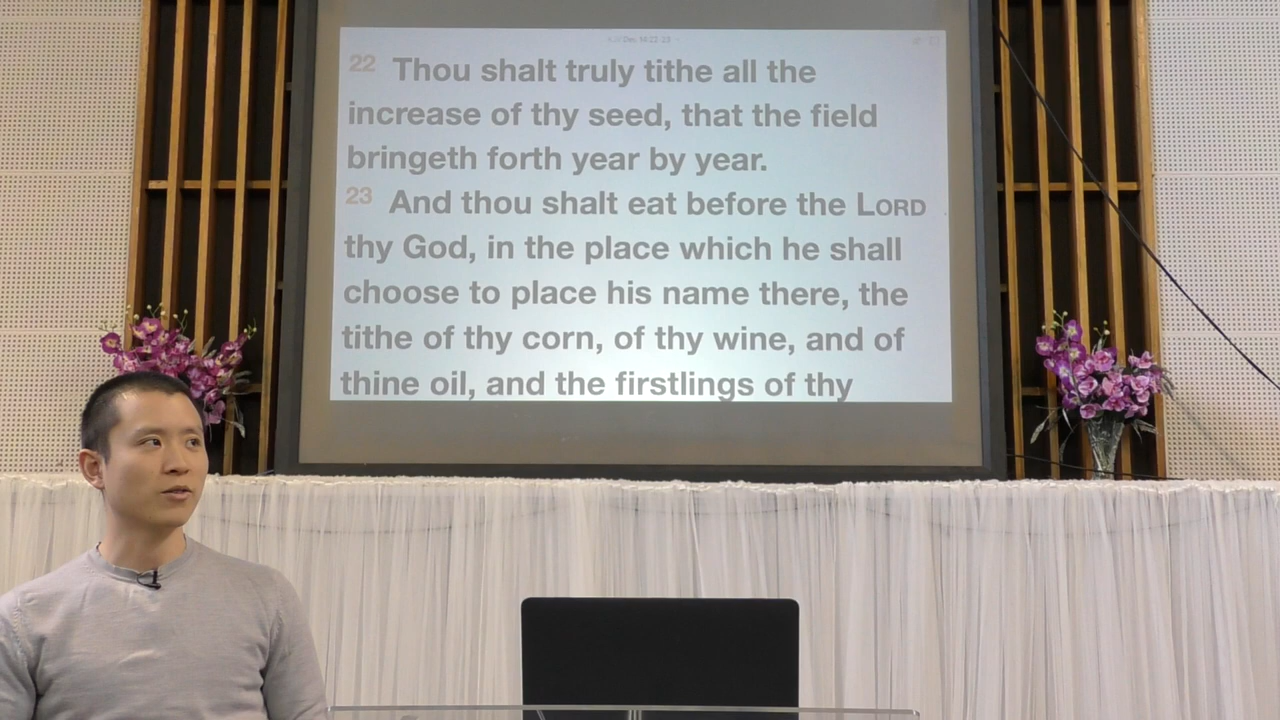 22 Thou shalt truly tithe all the
increase of thy seed, that the field
bringeth forth year by year.
23 And thou shalt eat before the LORD
thy God, in the place which he shall
choose to place his name there, the
tithe of thy corn, of thy wine, and of
thine oil, and the firstlings of thy